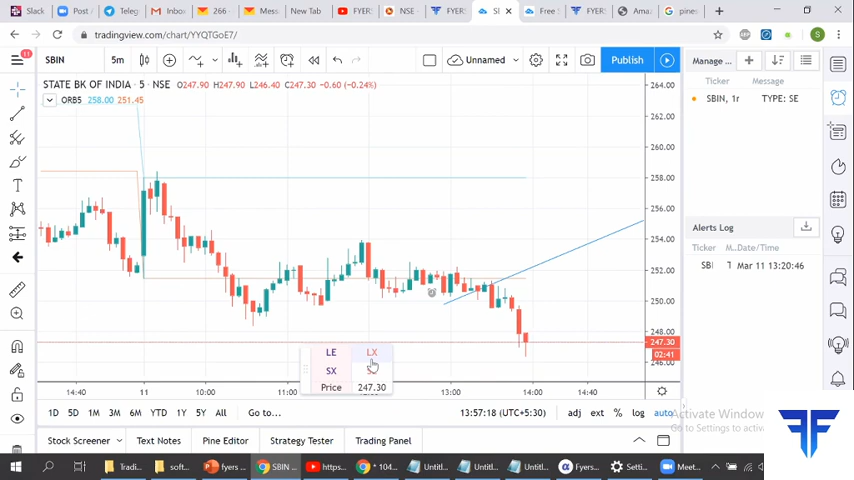 Slack
Post A
Teleg
Inbox
266 -
Mess
New Tab
FYER
NSE -
FYERS
SI
Free S
FYERS
Ama
pines
tradingview.com/chart/YYQTGoE7/
S
11
SBIN
5m
Unnamed
Publish
Manage ...
STATE BK OF INDIA · 5 · NSE O247.90 H247.90 L246.40 C247.30 −0.60 (−0.24%)
ORB5 258.00 251.45
Ticker Message
SBIN, 1r TYPE: SE
264.00
262.00
260.00
258.00
256.00
254.00
252.00
250.00
248.00
247.30
02:41
246.00
Alerts Log
Ticker M.. Date/Time
SBI Mar 11 13:20:46
LE LX
SX
Price 247.30
14:40 11 10:00 11:00 12:00 13:00 14:00 14:40
1D 5D 1M 3M 6M YTD 1Y 5Y All Go to... 13:57:18 (UTC+5:30) adj ext % log auto
Activate Window
Go to Settings to activa
Stock Screener Text Notes Pine Editor Strategy Tester Trading Panel
Tradi...
soft...
fyers ...
SBIN ...
https...
* 104...
Untitl...
Untitl...
Untitl...
Fyers...
Setti...
Meet...